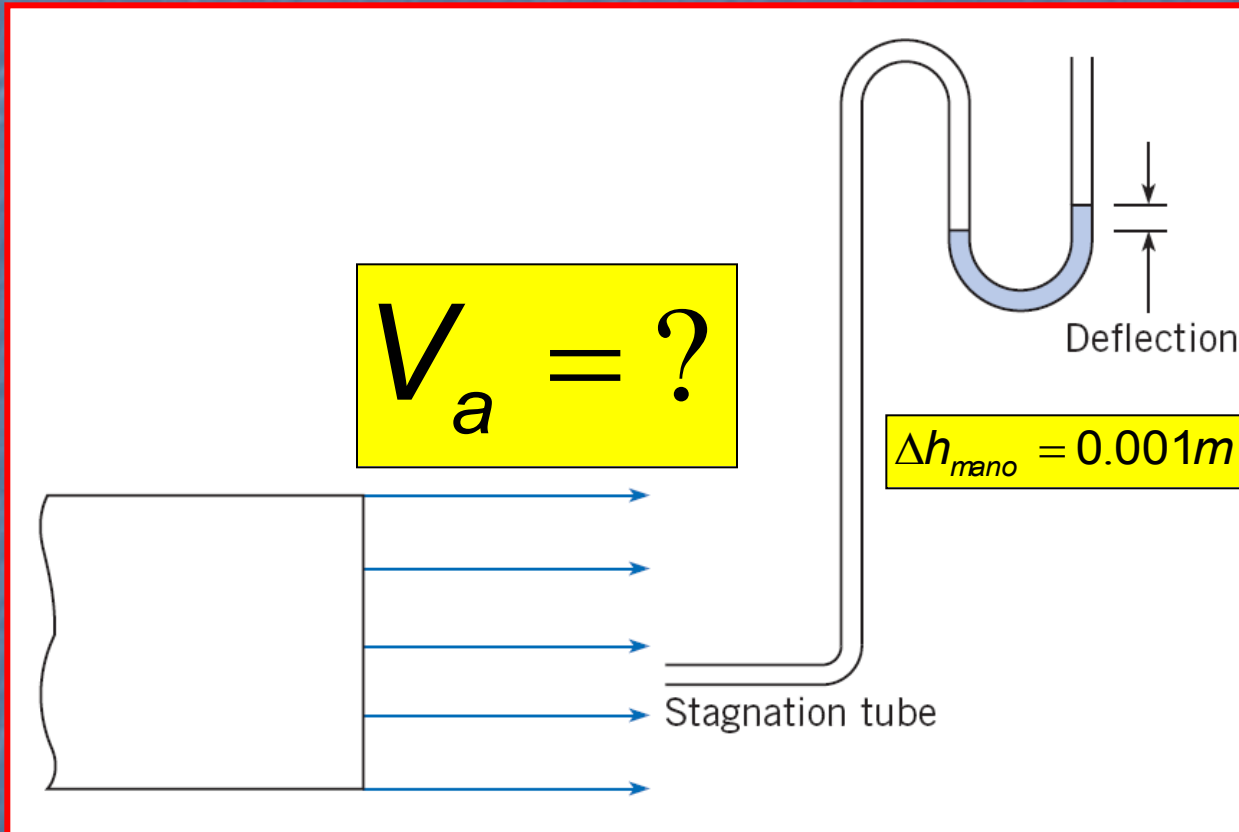 Deflection
V_a = ?
Δh_mano = 0.001m
Stagnation tube